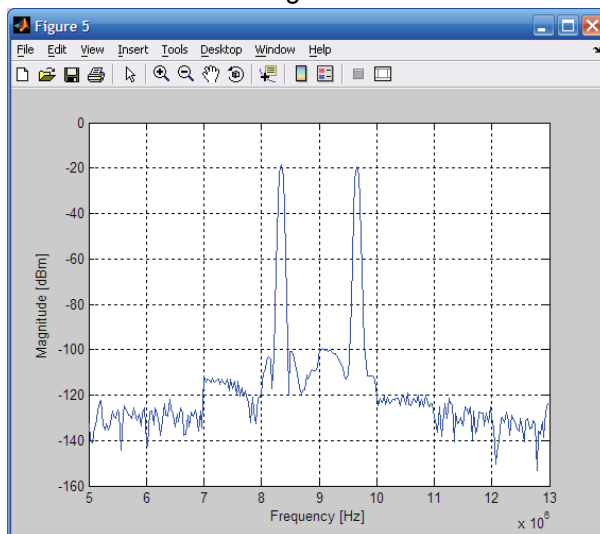 Figure 5
File Edit View Insert Tools Desktop Window Help
0
-20
-40
-60
-80
-100
-120
-140
-160
Magnitude [dBm]
5 6 7 8 9 10 11 12 13
Frequency [Hz]
x 10^6